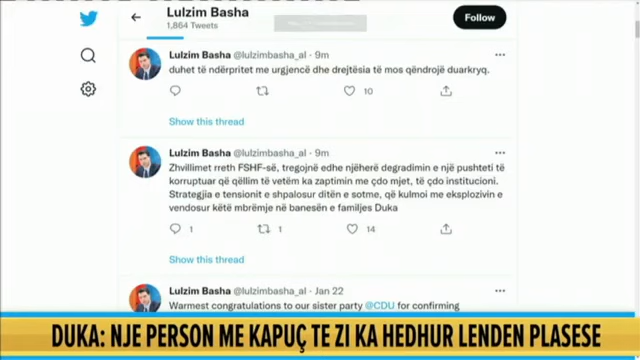 Lulzim Basha
1,864 Tweets
Follow
Lulzim Basha @lulzimbasha_al · 9m
duhet të ndërpritet me urgjencë dhe drejtësia të mos qëndrojë duarkryq.
10
Show this thread
Lulzim Basha @lulzimbasha_al · 9m
Zhvillimet rreth FSHF-së, tregojnë edhe njëherë degradimin e një pushteti të
korruptuar që qëllim të vetëm ka zaptimin me çdo mjet, të çdo institucioni.
Strategjia e tensionit e shpalosur ditën e sotme, që kulmoi me eksplozivin e
vendosur këtë mbrëmje në banesën e familjes Duka
1 1 14
Show this thread
Lulzim Basha @lulzimbasha_al · Jan 22
Warmest congratulations to our sister party @CDU for confirming
DUKA: NJE PERSON ME KAPUÇ TE ZI KA HEDHUR LENDEN PLASESE